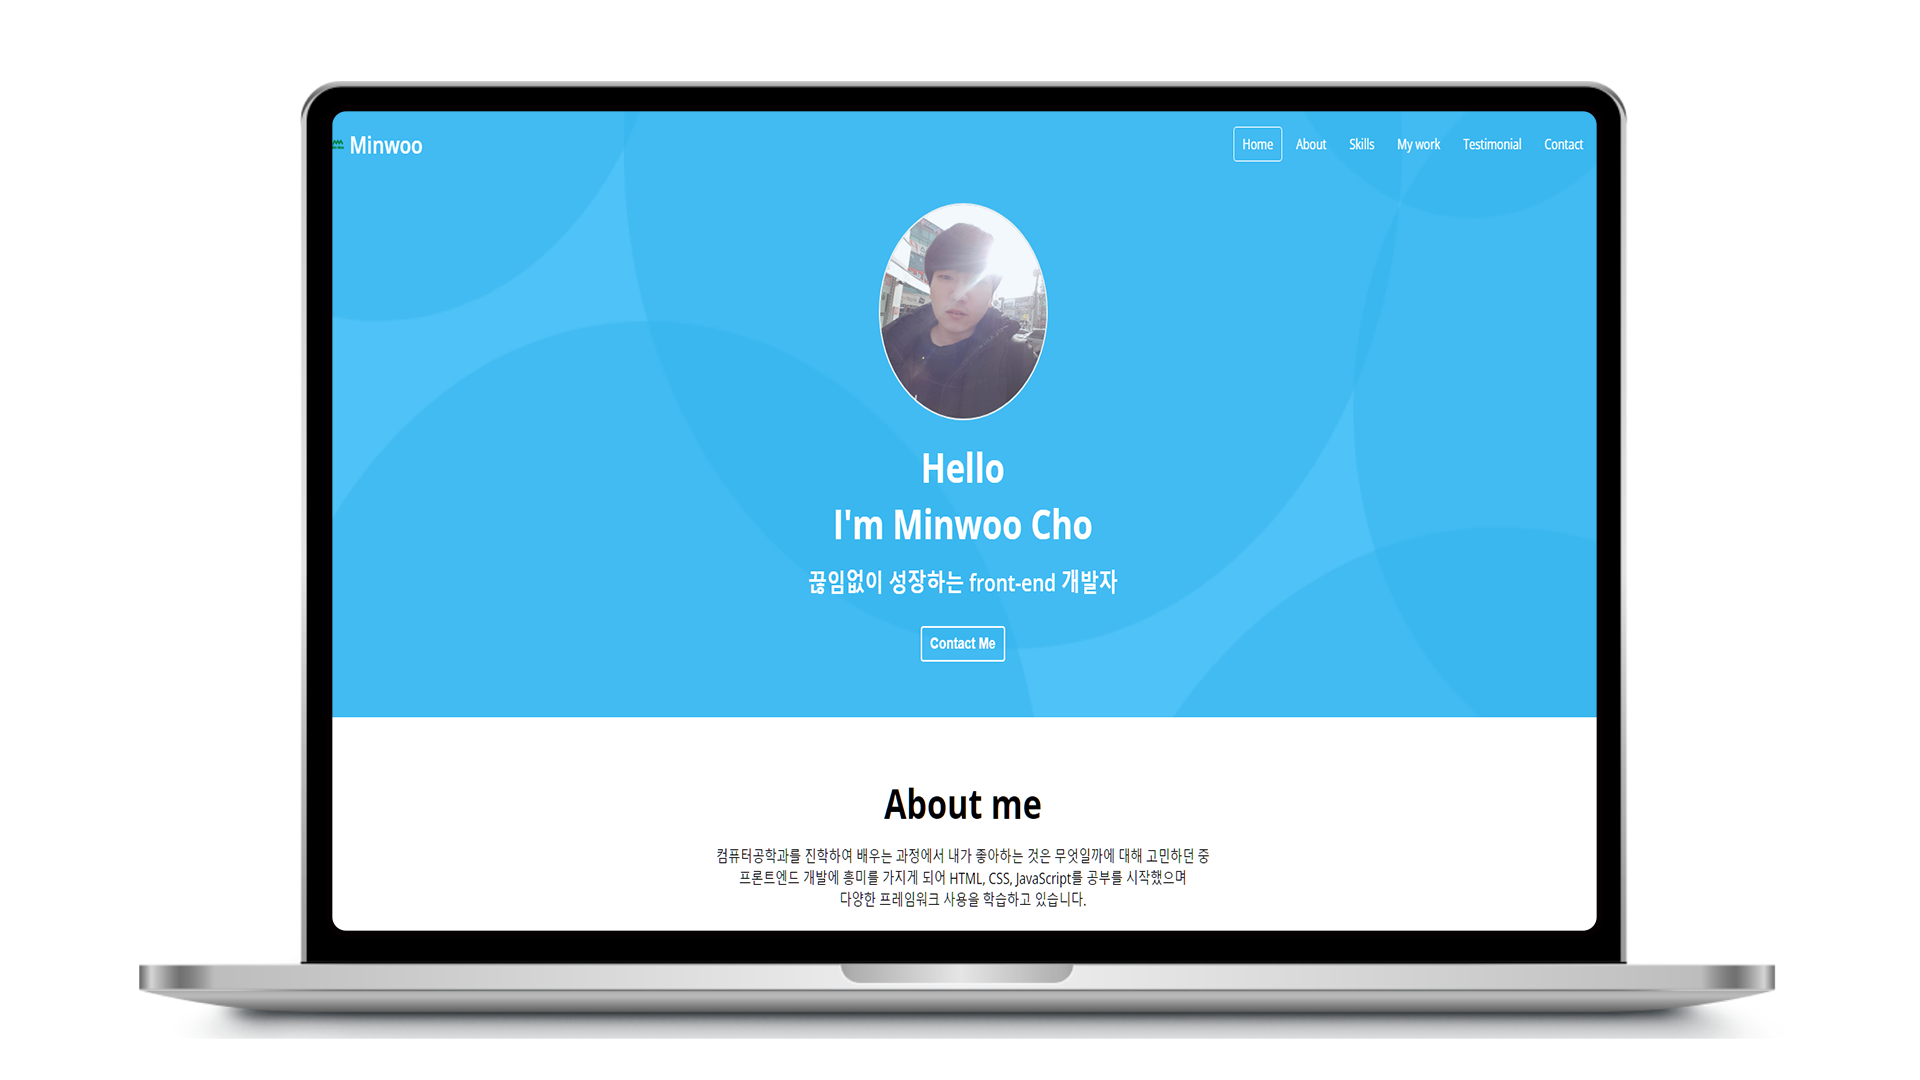 Minwoo
Home About Skills My work Testimonial Contact
Hello
I'm Minwoo Cho
끊임없이 성장하는 front-end 개발자
Contact Me
About me
컴퓨터공학과를 진학하여 배우는 과정에서 내가 좋아하는 것은 무엇일까에 대해 고민하던 중
프론트엔드 개발에 흥미를 가지게 되어 HTML, CSS, JavaScript를 공부를 시작했으며
다양한 프레임워크 사용을 학습하고 있습니다.